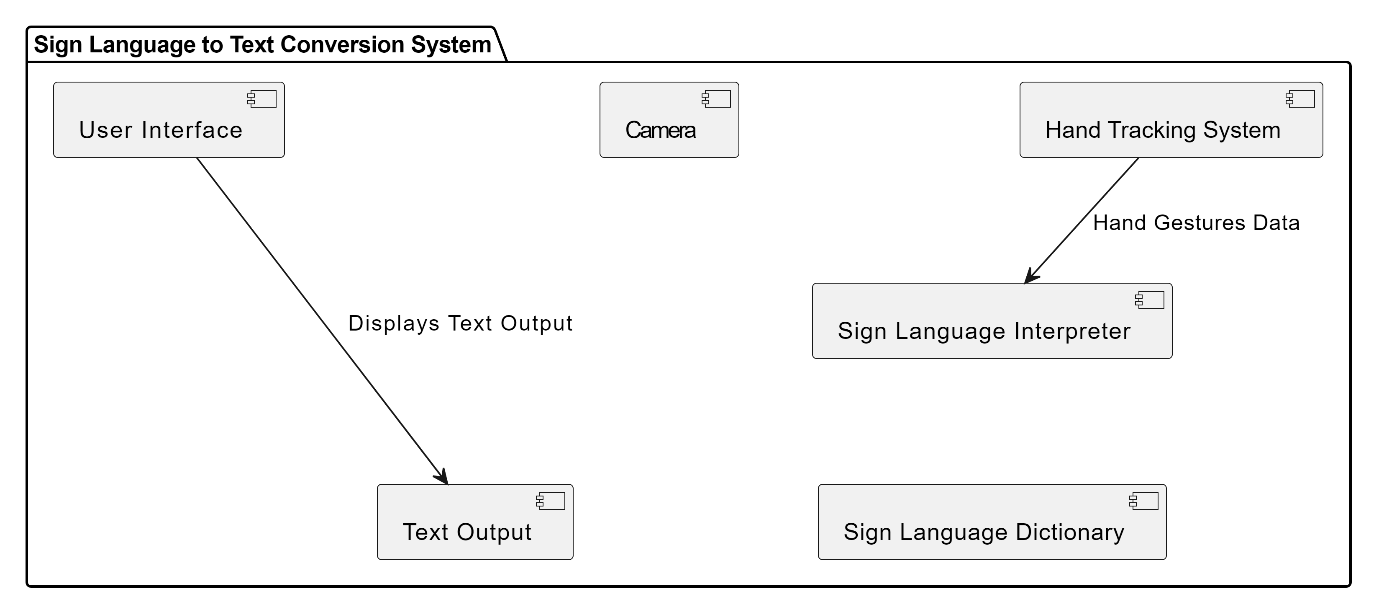 Sign Language to Text Conversion System
User Interface
Camera
Hand Tracking System
Hand Gestures Data
Sign Language Interpreter
Displays Text Output
Text Output
Sign Language Dictionary